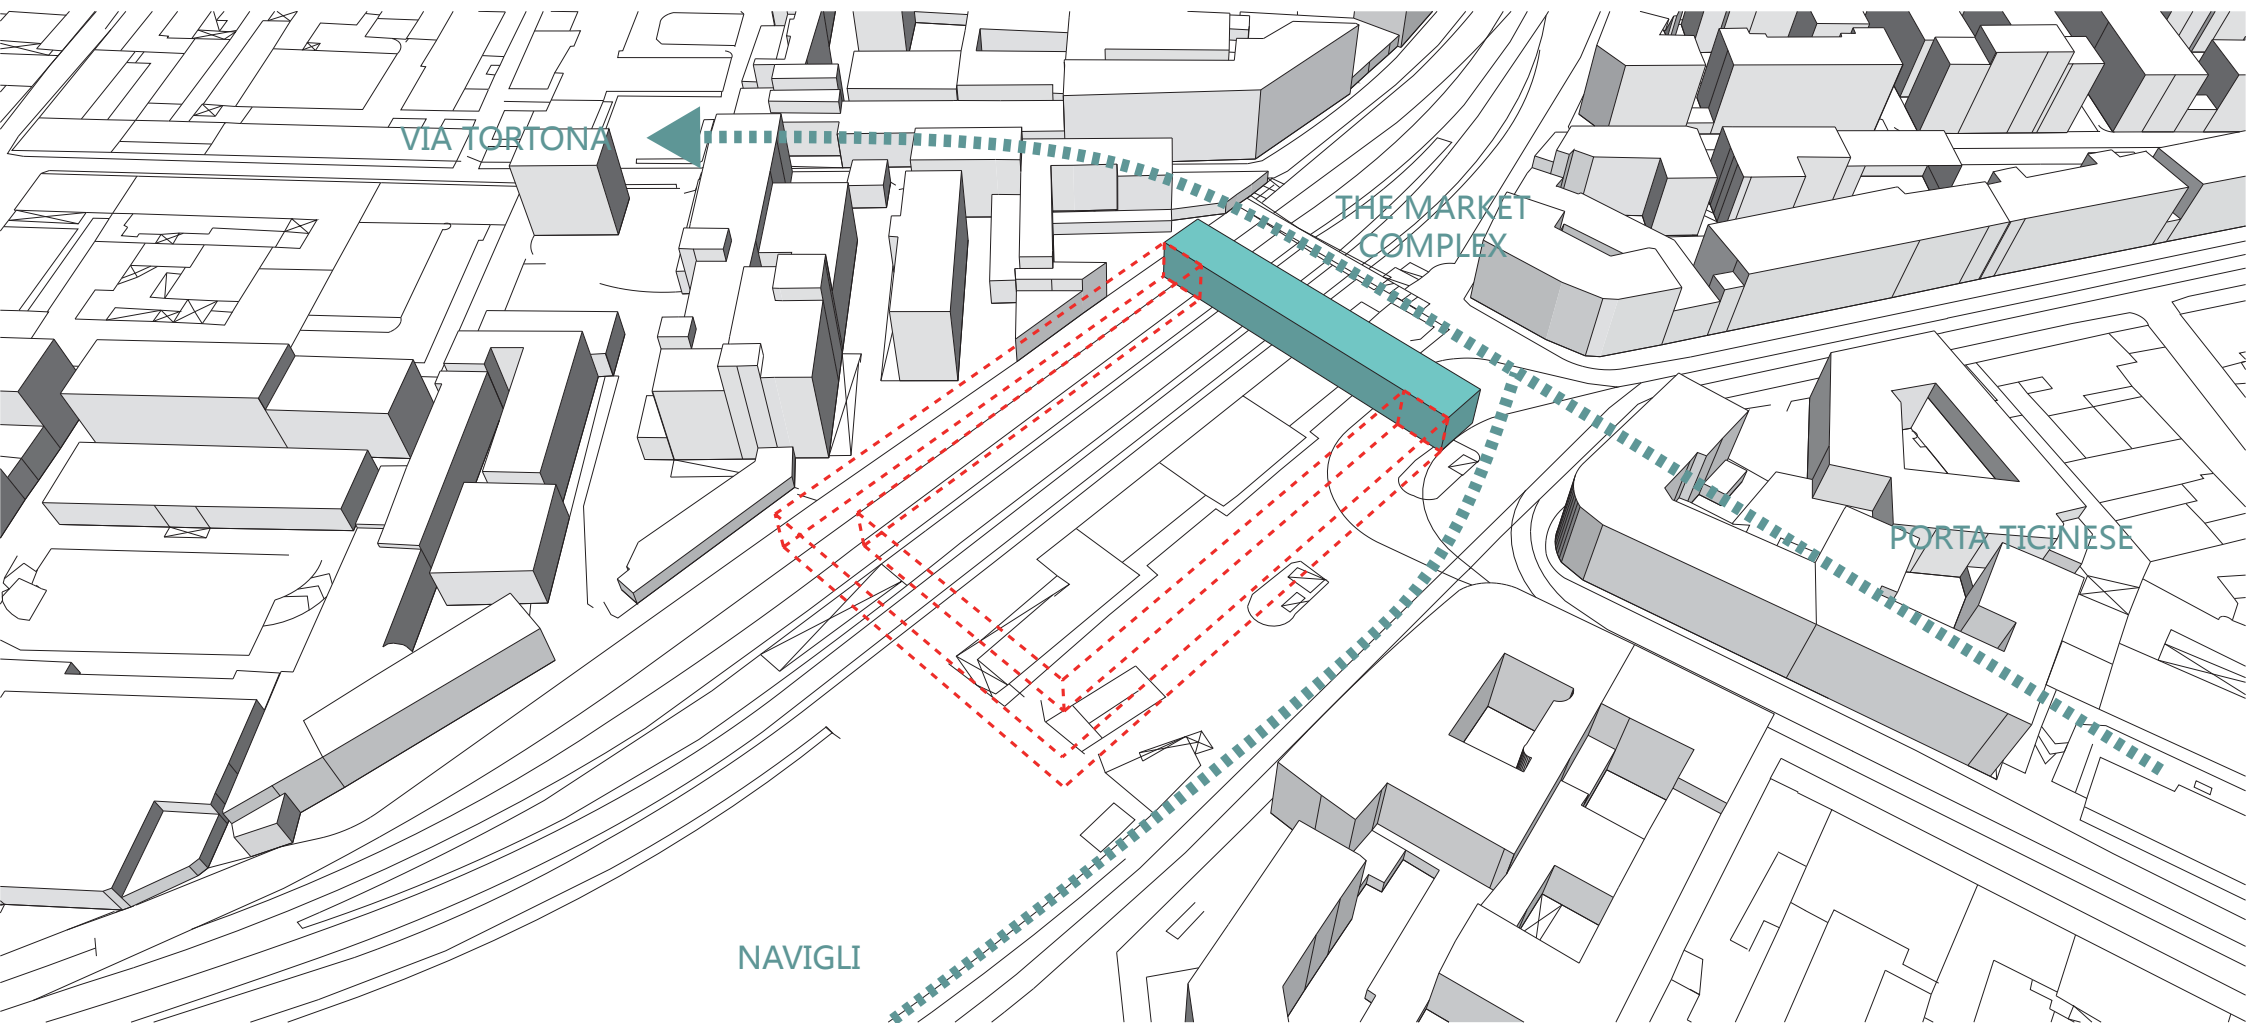 VIA TORTONA
THE MARKET
COMPLEX
PORTA TICINESE
NAVIGLI